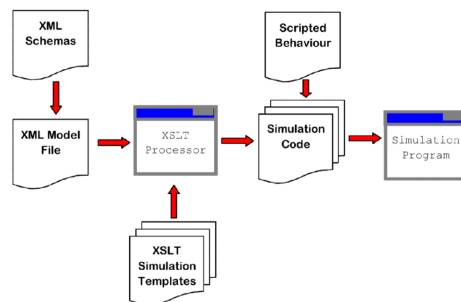 XML
Schemas
Scripted
Behaviour
XML Model
File
XSLT
Processor
Simulation
Code
Simulation
Program
XSLT
Simulation
Templates